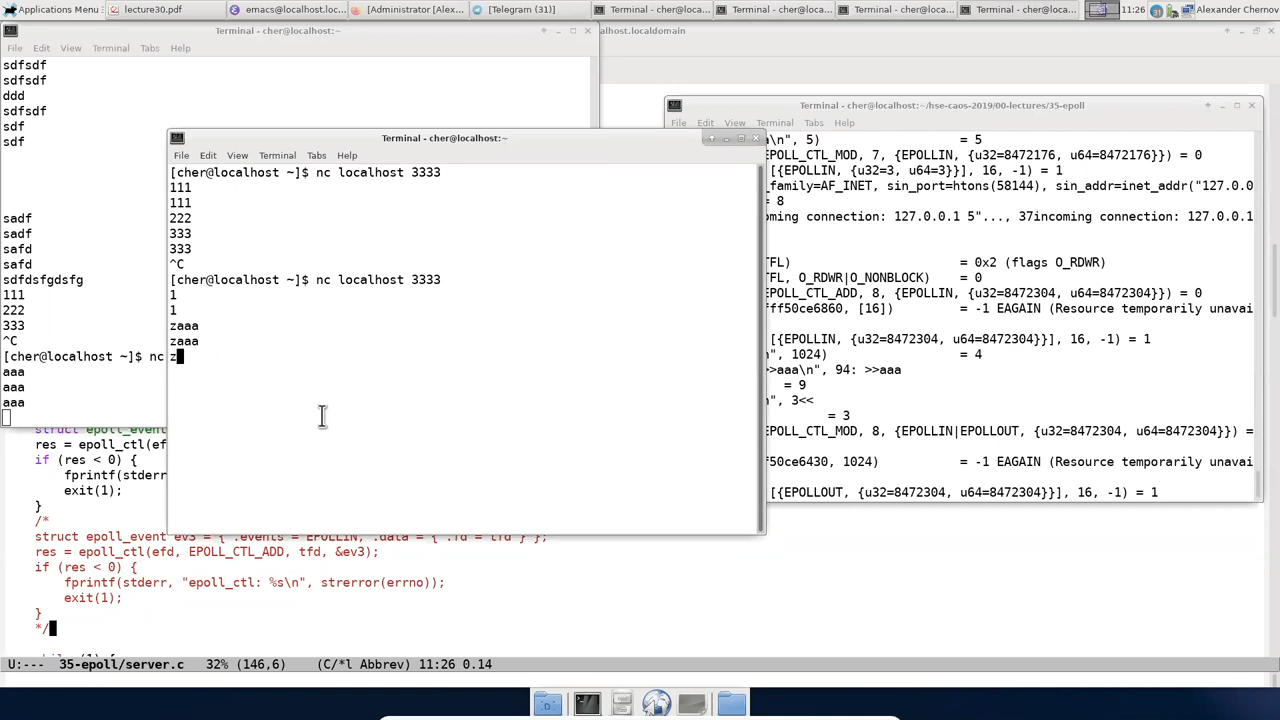 Applications Menu
lecture30.pdf
emacs@localhost.loc...
[Administrator [Alex...
[Telegram (31)]
Terminal - cher@loca...
Terminal - cher@loca...
Terminal - cher@loca...
Terminal - cher@loca...
11:26
31
Alexander Chernov
Terminal - cher@localhost:~
alhost.localdomain
File Edit View Terminal Tabs Help
sdfsdf
sdfsdf
ddd
sdfsdf
sdf
sdf
sadf
sadf
safd
safd
sdfdsfgdsfg
111
222
333
^C
[cher@localhost ~]$ nc
aaa
aaa
aaa
Terminal - cher@localhost:~
File Edit View Terminal Tabs Help
[cher@localhost ~]$ nc localhost 3333
111
111
222
333
333
^C
[cher@localhost ~]$ nc localhost 3333
1
1
zaaa
zaaa
z
Terminal - cher@localhost:~/hse-caos-2019/00-lectures/35-epoll
File Edit View Terminal Tabs Help
a\n", 5) = 5
EPOLL_CTL_MOD, 7, {EPOLLIN, {u32=8472176, u64=8472176}}) = 0
[{EPOLLIN, {u32=3, u64=3}}], 16, -1) = 1
_family=AF_INET, sin_port=htons(58144), sin_addr=inet_addr("127.0.0
= 8
oming connection: 127.0.0.1 5"..., 37incoming connection: 127.0.0.1
TFL) = 0x2 (flags O_RDWR)
TFL, O_RDWR|O_NONBLOCK) = 0
EPOLL_CTL_ADD, 8, {EPOLLIN, {u32=8472304, u64=8472304}}) = 0
fff50ce6860, [16]) = -1 EAGAIN (Resource temporarily unavai
[{EPOLLIN, {u32=8472304, u64=8472304}}], 16, -1) = 1
n", 1024) = 4
>>aaa\n", 94: >>aaa
= 9
n", 3<<
= 3
EPOLL_CTL_MOD, 8, {EPOLLIN|EPOLLOUT, {u32=8472304, u64=8472304}}) =
f50ce6430, 1024) = -1 EAGAIN (Resource temporarily unavai
[{EPOLLOUT, {u32=8472304, u64=8472304}}], 16, -1) = 1
struct epoll_event
res = epoll_ctl(efd
if (res < 0) {
fprintf(stderr
exit(1);
}
/*
struct epoll_event ev3 = { .events = EPOLLIN, .data = { .fd = tfd } };
res = epoll_ctl(efd, EPOLL_CTL_ADD, tfd, &ev3);
if (res < 0) {
fprintf(stderr, "epoll_ctl: %s\n", strerror(errno));
exit(1);
}
*/
while (1) {
U:--- 35-epoll/server.c 32% (146,6) (C/*l Abbrev) 11:26 0.14